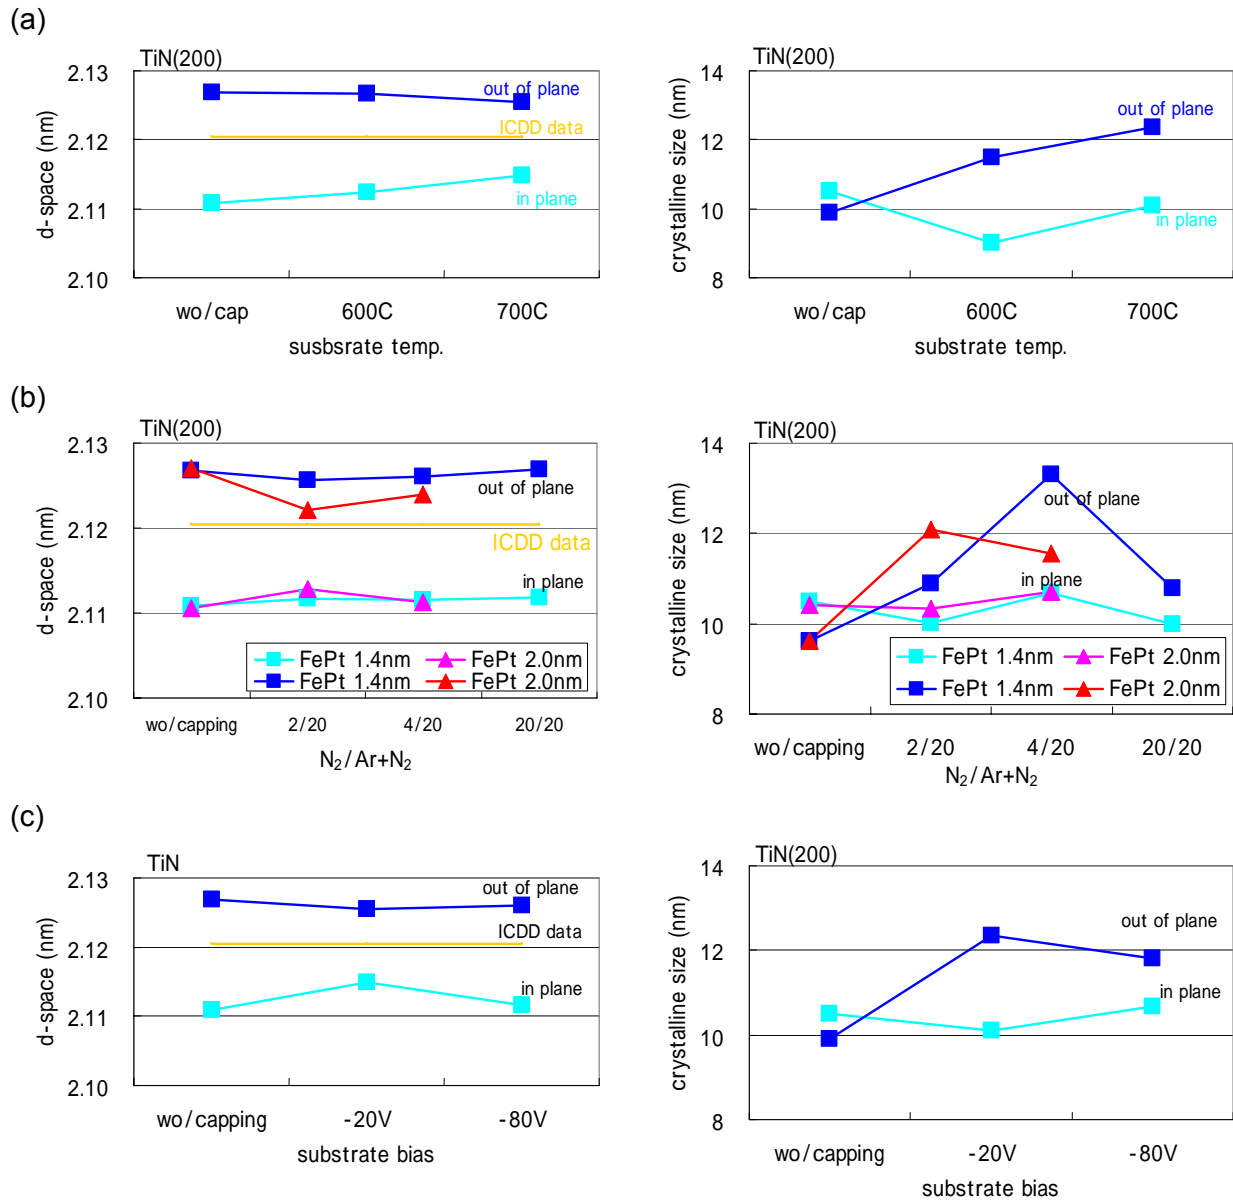 (a)
TiN(200)
2.13
2.12
2.11
2.10
d-space (nm)
out of plane
ICDD data
in plane
wo/cap 600C 700C
susbsrate temp.
TiN(200)
14
12
10
8
crystalline size (nm)
out of plane
in plane
wo/cap 600C 700C
substrate temp.
(b)
TiN(200)
2.13
2.12
2.11
2.10
d-space (nm)
out of plane
ICDD data
in plane
FePt 1.4nm FePt 2.0nm
FePt 1.4nm FePt 2.0nm
wo/capping 2/20 4/20 20/20
N₂/Ar+N₂
TiN(200)
14
12
10
8
crystalline size (nm)
out of plane
in plane
FePt 1.4nm FePt 2.0nm
FePt 1.4nm FePt 2.0nm
wo/capping 2/20 4/20 20/20
N₂/Ar+N₂
(c)
TiN
2.13
2.12
2.11
2.10
d-space (nm)
out of plane
ICDD data
in plane
wo/capping -20V -80V
substrate bias
TiN(200)
14
12
10
8
crystalline size (nm)
out of plane
in plane
wo/capping -20V -80V
substrate bias